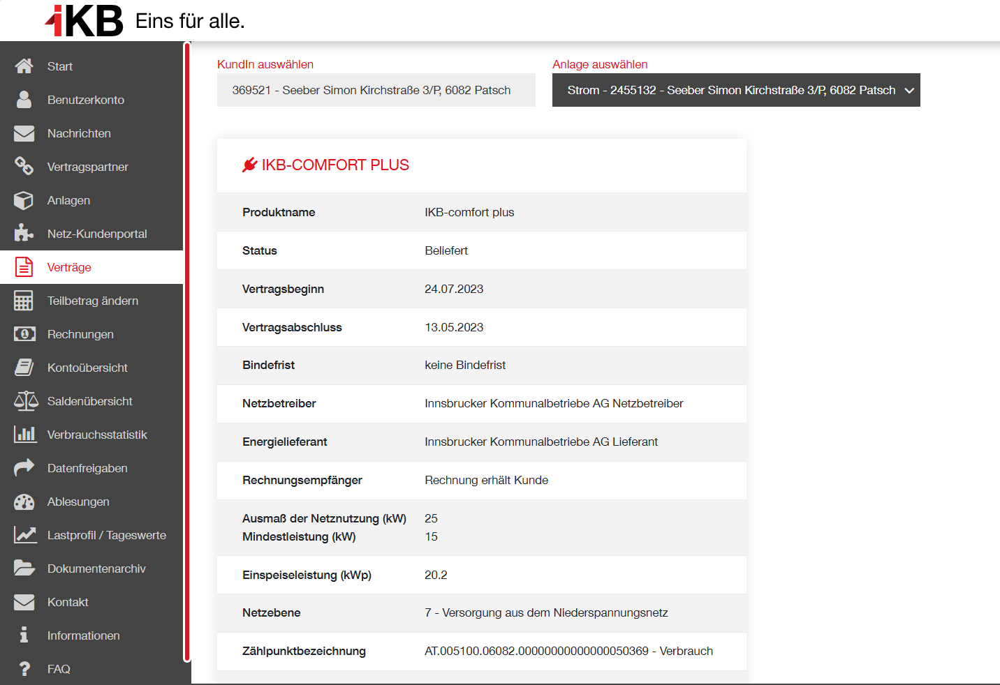 iKB Eins für alle.
Start
Benutzerkonto
Nachrichten
Vertragspartner
Anlagen
Netz-Kundenportal
Verträge
Teilbetrag ändern
Rechnungen
Kontoübersicht
Saldenübersicht
Verbrauchsstatistik
Datenfreigaben
Ablesungen
Lastprofil / Tageswerte
Dokumentenarchiv
Kontakt
Informationen
FAQ
KundIn auswählen
369521 - Seeber Simon Kirchstraße 3/P, 6082 Patsch
Anlage auswählen
Strom - 2455132 - Seeber Simon Kirchstraße 3/P, 6082 Patsch
IKB-COMFORT PLUS
Produktname IKB-comfort plus
Status Beliefert
Vertragsbeginn 24.07.2023
Vertragsabschluss 13.05.2023
Bindefrist keine Bindefrist
Netzbetreiber Innsbrucker Kommunalbetriebe AG Netzbetreiber
Energielieferant Innsbrucker Kommunalbetriebe AG Lieferant
Rechnungsempfänger Rechnung erhält Kunde
Ausmaß der Netznutzung (kW) 25
Mindestleistung (kW) 15
Einspeiseleistung (kWp) 20.2
Netzebene 7 - Versorgung aus dem Niederspannungsnetz
Zählpunktbezeichnung AT.005100.06082.00000000000000050369 - Verbrauch